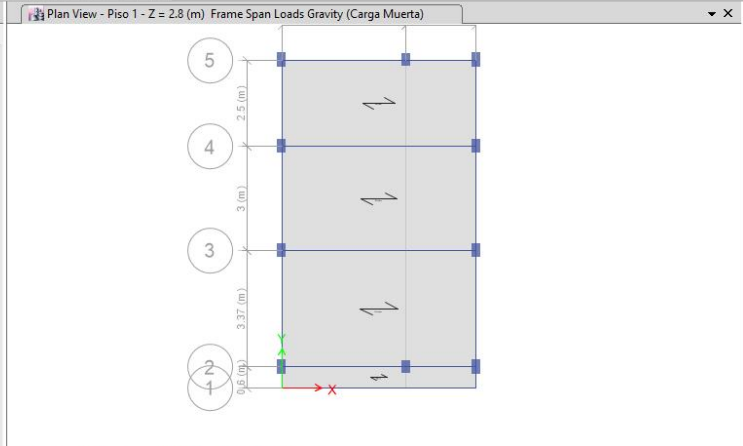 Plan View - Piso 1 - Z = 2.8 (m) Frame Span Loads Gravity (Carga Muerta)
5
2.5 (m)
4
3 (m)
3
3.37 (m)
Y
2
0.6 (m)
1
X